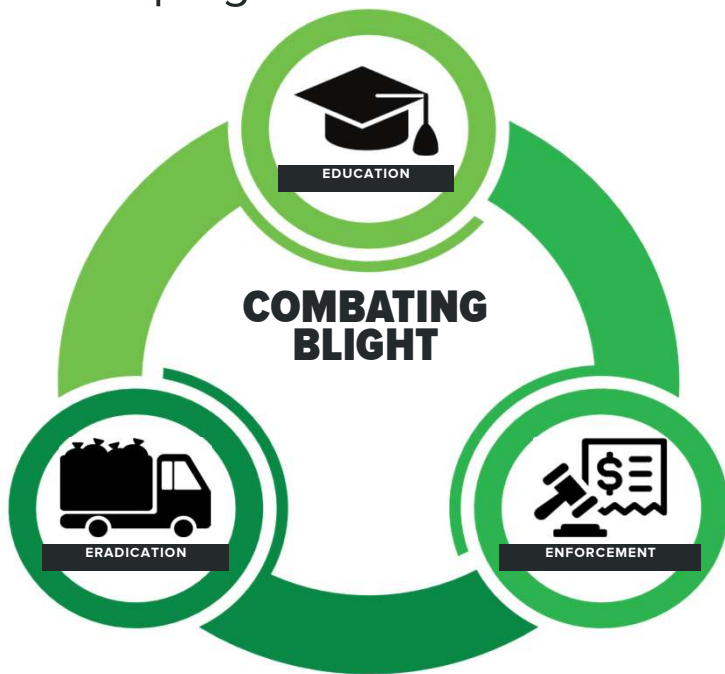 EDUCATION
COMBATING
BLIGHT
$
ERADICATION
ENFORCEMENT